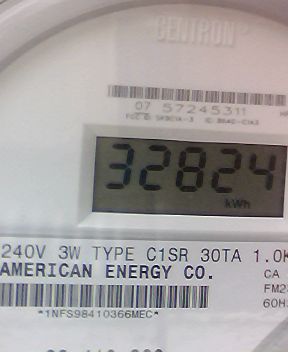 CENTRON
07 57245311
32824
kWh
240V 3W TYPE C1SR 30TA 1.0K
AMERICAN ENERGY CO.
CA
FM2
60H
*1NFS98410366MEC*